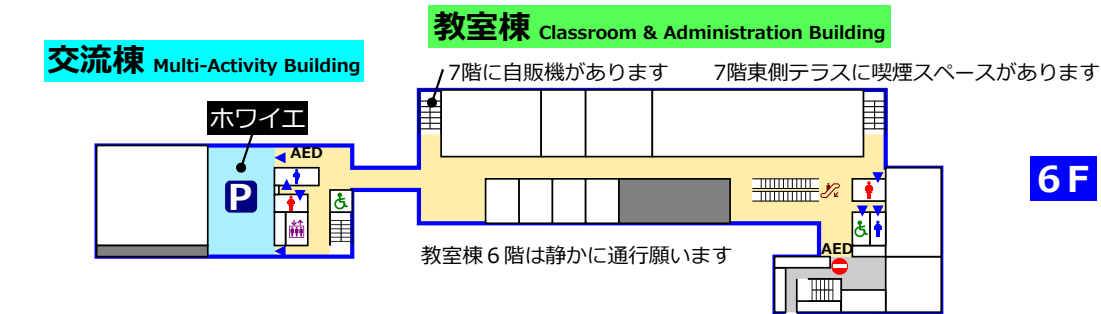 教室棟 Classroom & Administration Building
交流棟 Multi-Activity Building
7階に自販機があります
7階東側テラスに喫煙スペースがあります
ホワイエ
AED
P
6F
教室棟6階は静かに通行願います
AED